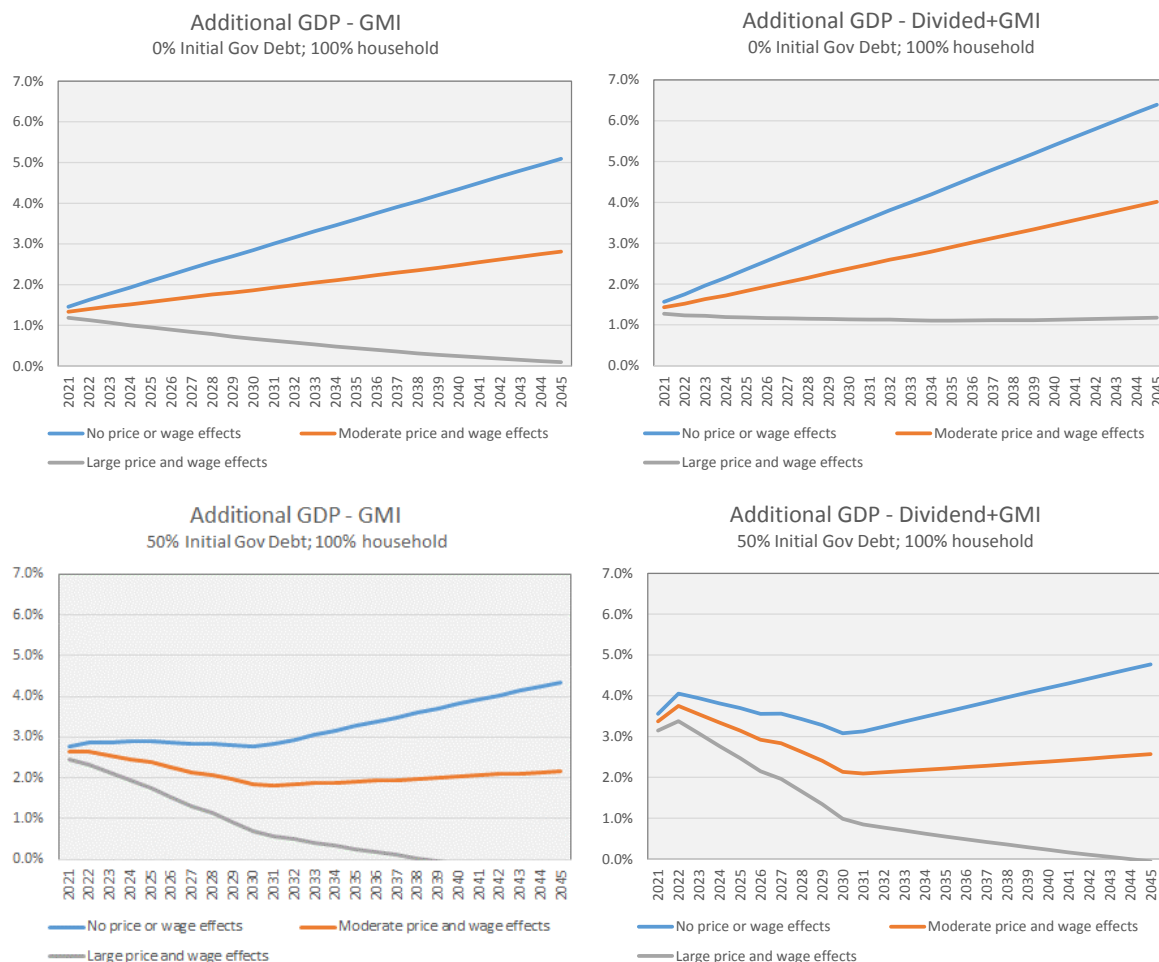 Additional GDP - GMI
0% Initial Gov Debt; 100% household
7.0%
6.0%
5.0%
4.0%
3.0%
2.0%
1.0%
0.0%
2021 2022 2023 2024 2025 2026 2027 2028 2029 2030 2031 2032 2033 2034 2035 2036 2037 2038 2039 2040 2041 2042 2043 2044 2045
No price or wage effects Moderate price and wage effects
Large price and wage effects
Additional GDP - Divided+GMI
0% Initial Gov Debt; 100% household
7.0%
6.0%
5.0%
4.0%
3.0%
2.0%
1.0%
0.0%
2021 2022 2023 2024 2025 2026 2027 2028 2029 2030 2031 2032 2033 2034 2035 2036 2037 2038 2039 2040 2041 2042 2043 2044 2045
No price or wage effects Moderate price and wage effects
Large price and wage effects
Additional GDP - GMI
50% Initial Gov Debt; 100% household
7.0%
6.0%
5.0%
4.0%
3.0%
2.0%
1.0%
0.0%
2021 2022 2023 2024 2025 2026 2027 2028 2029 2030 2031 2032 2033 2034 2035 2036 2037 2038 2039 2040 2041 2042 2043 2044 2045
No price or wage effects Moderate price and wage effects
Large price and wage effects
Additional GDP - Dividend+GMI
50% Initial Gov Debt; 100% household
7.0%
6.0%
5.0%
4.0%
3.0%
2.0%
1.0%
0.0%
2021 2022 2023 2024 2025 2026 2027 2028 2029 2030 2031 2032 2033 2034 2035 2036 2037 2038 2039 2040 2041 2042 2043 2044 2045
No price or wage effects Moderate price and wage effects
Large price and wage effects